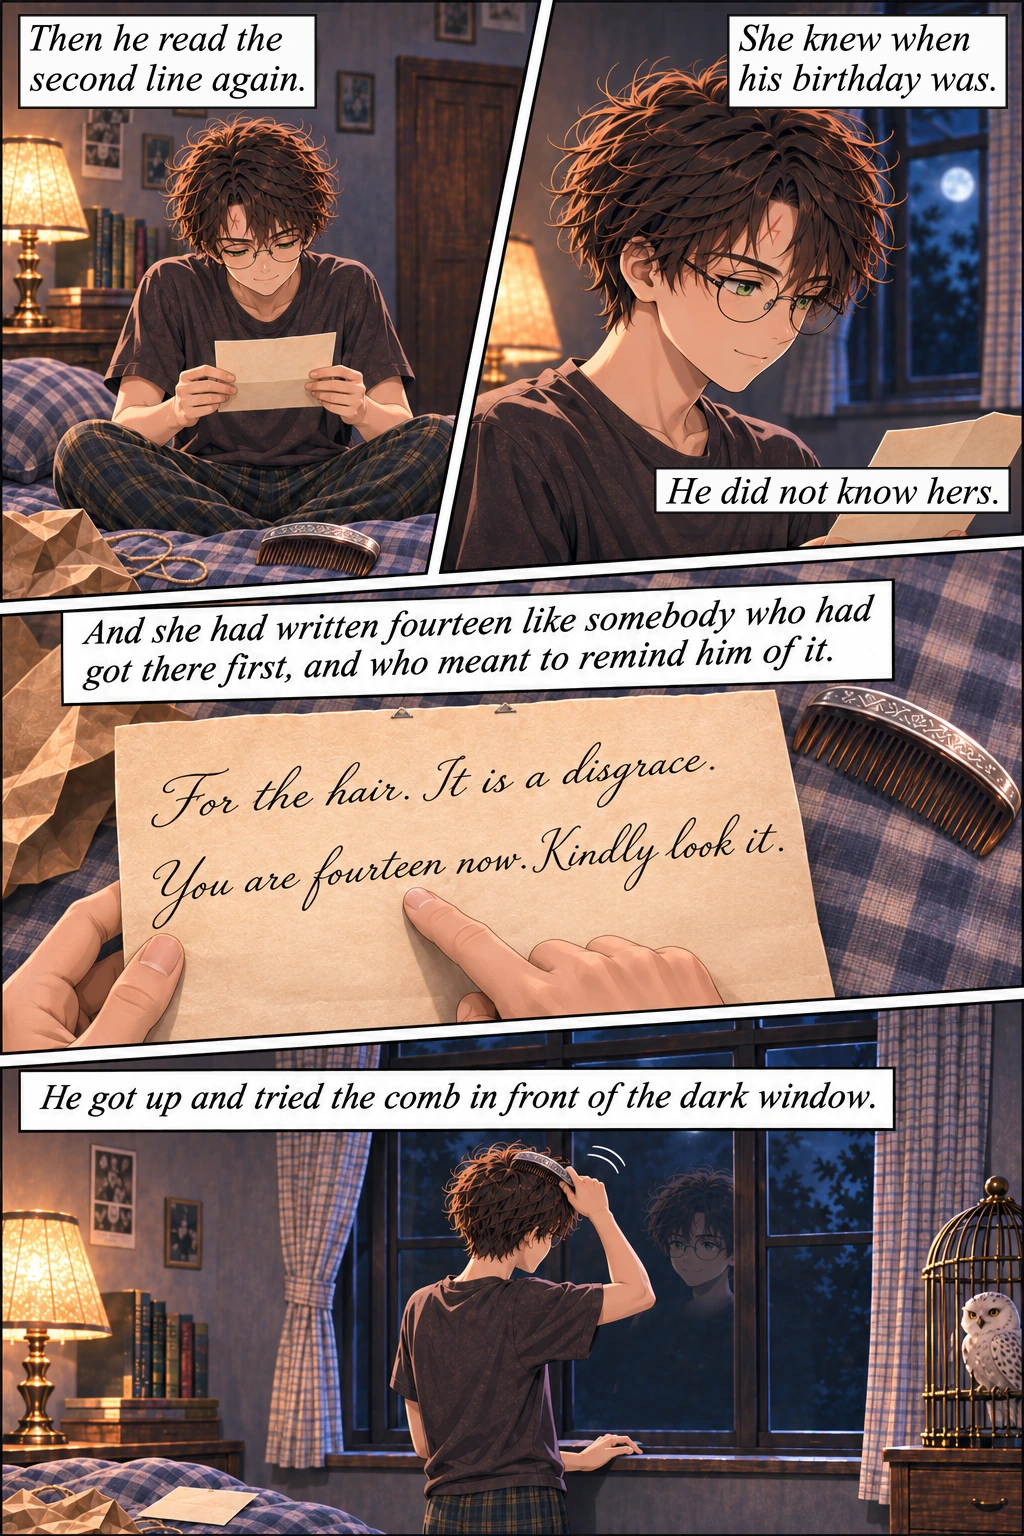 Then he read the
second line again.
She knew when
his birthday was.
He did not know hers.
And she had written fourteen like somebody who had
got there first, and who meant to remind him of it.
For the hair. It is a disgrace.
You are fourteen now. Kindly look it.
He got up and tried the comb in front of the dark window.